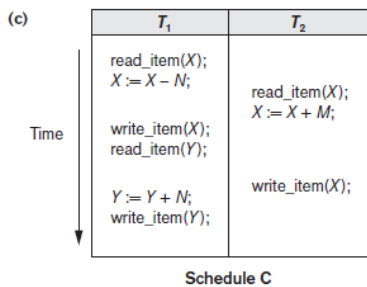 (c)
T₁ T₂
read_item(X);
X := X – N;
read_item(X);
X := X + M;
Time
write_item(X);
read_item(Y);
write_item(X);
Y := Y + N;
write_item(Y);
Schedule C